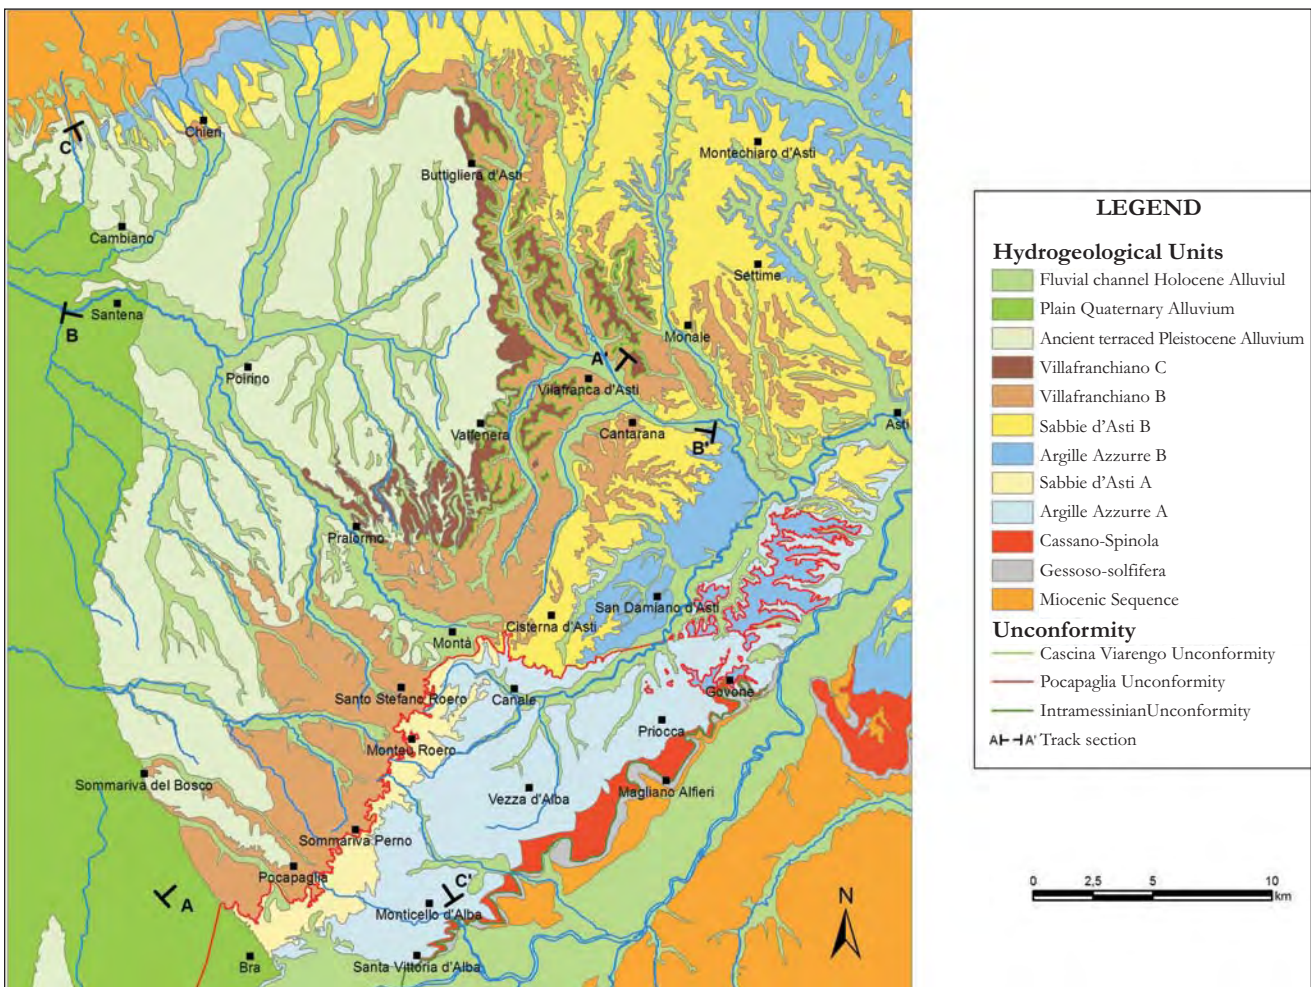 Chieri
C
Montechiaro d'Asti
Buttigliera d'Asti
Cambiano
Settime
Santena
B
Monale
A'
Poirino
Vilafranca d'Asti
Asti
Valfenera
Cantarana
B'
Pralormo
San Damiano d'Asti
Cisterna d'Asti
Montà
Santo Stefano Roero
Canale
Govone
Priocca
Monteu Roero
Sommariva del Bosco
Vezza d'Alba
Magliano Alfieri
Sommariva Perno
Pocapaglia
C'
A
Monticello d'Alba
N
Bra
Santa Vittoria d'Alba
LEGEND
Hydrogeological Units
Fluvial channel Holocene Alluviul
Plain Quaternary Alluvium
Ancient terraced Pleistocene Alluvium
Villafranchiano C
Villafranchiano B
Sabbie d'Asti B
Argille Azzurre B
Sabbie d'Asti A
Argille Azzurre A
Cassano-Spinola
Gessoso-solfifera
Miocenic Sequence
Unconformity
Cascina Viarengo Unconformity
Pocapaglia Unconformity
IntramessinianUnconformity
A A' Track section
0 2,5 5 10
km